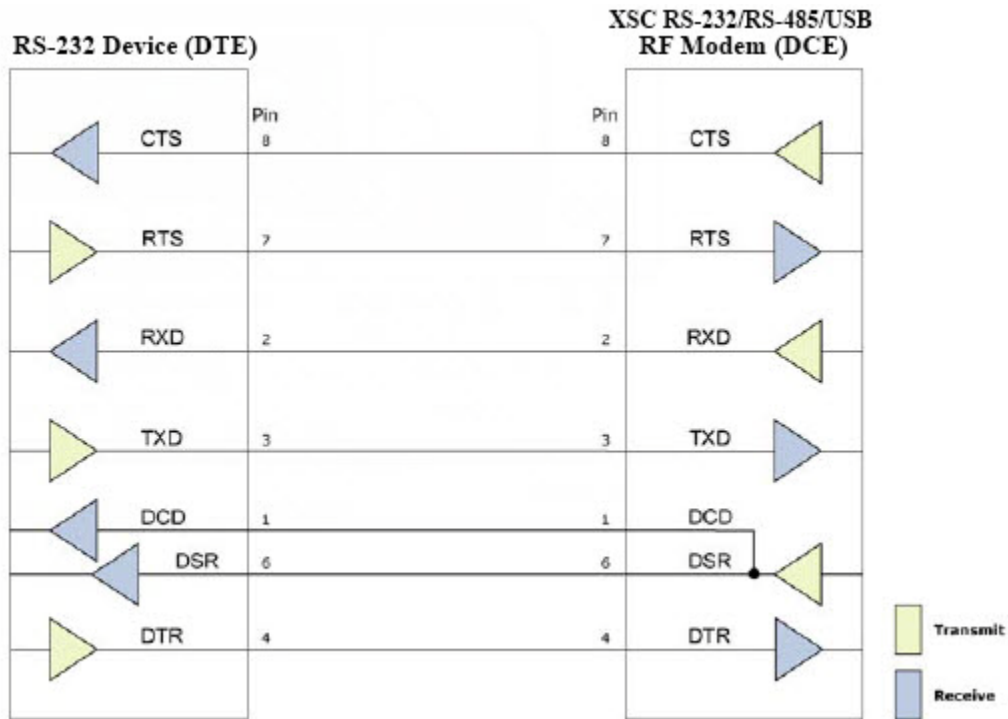 XSC RS-232/RS-485/USB
RS-232 Device (DTE) RF Modem (DCE)
Pin Pin
CTS 8 8 CTS
RTS 7 7 RTS
RXD 2 2 RXD
TXD 3 3 TXD
DCD 1 1 DCD
DSR 6 6 DSR
DTR 4 4 DTR
Transmit
Receive